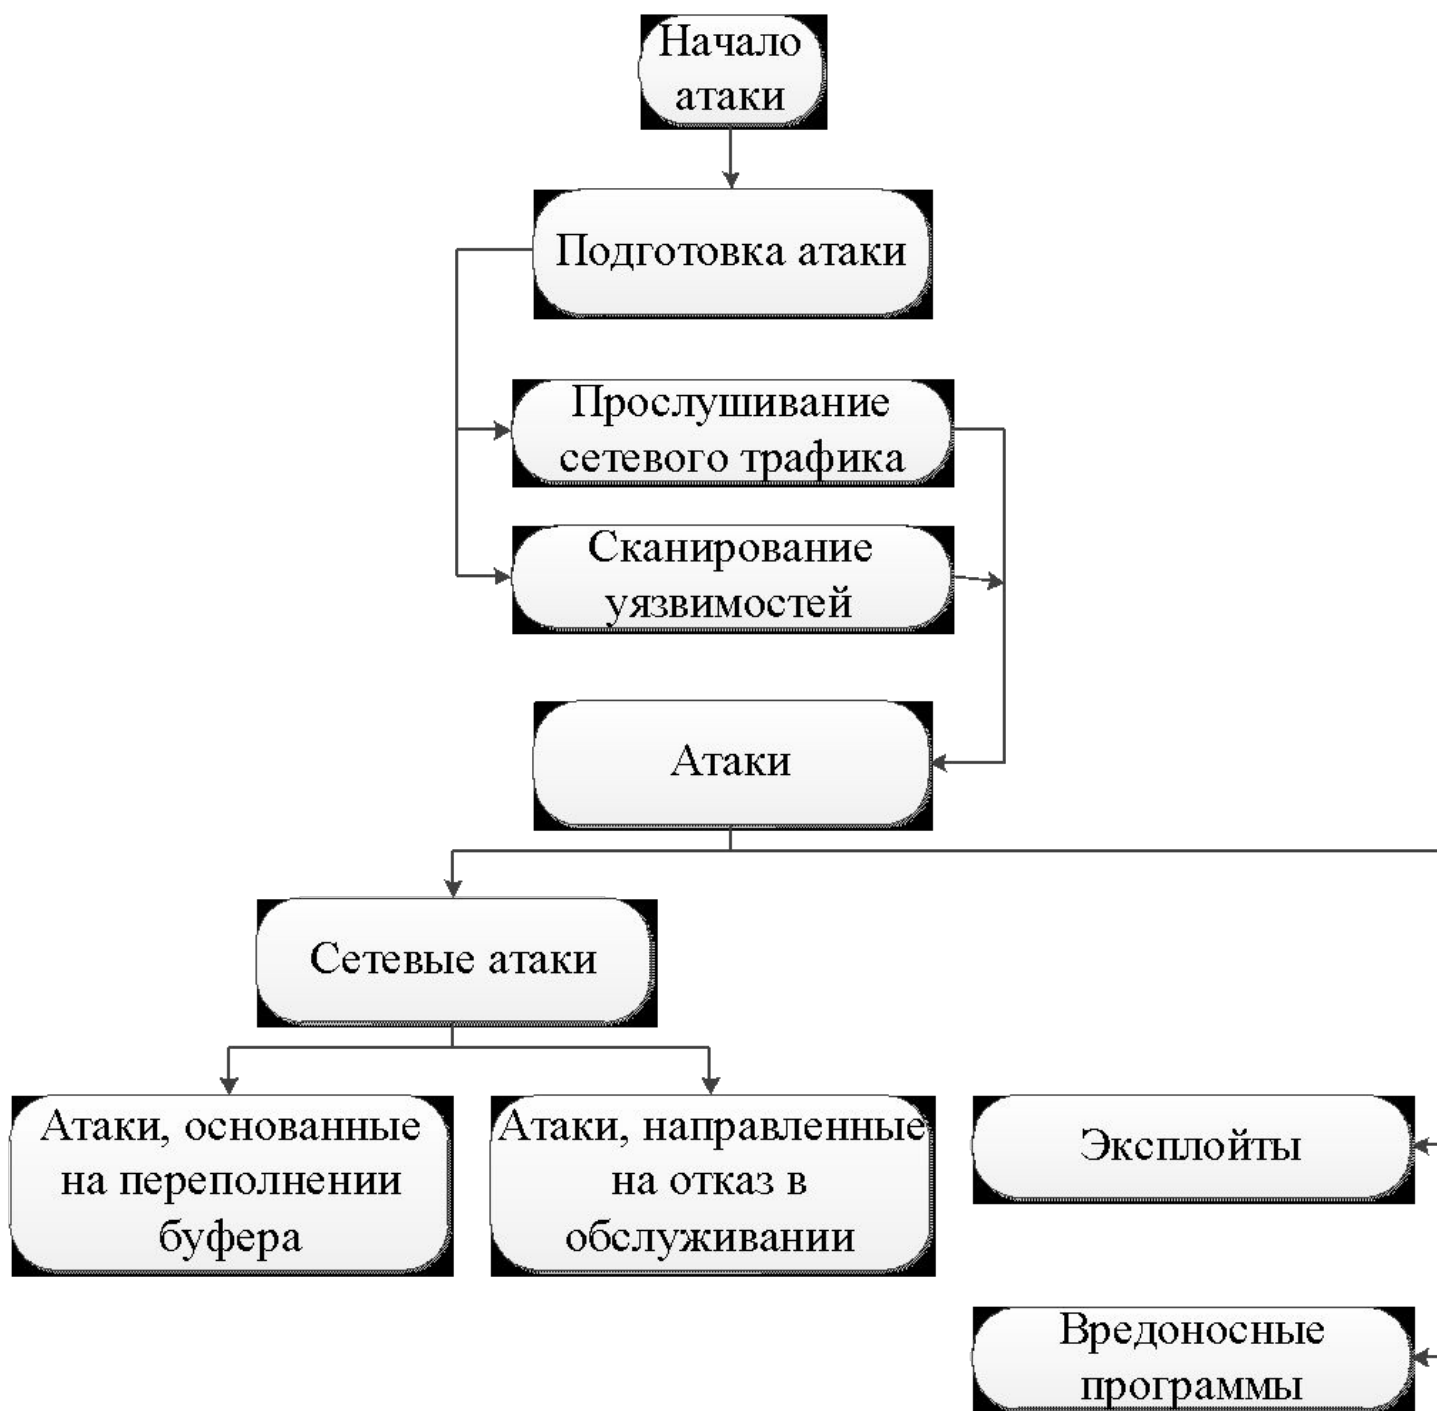 Начало
атаки
Подготовка атаки
Прослушивание
сетевого трафика
Сканирование
уязвимостей
Атаки
Сетевые атаки
Атаки, основанные
на переполнении
буфера
Атаки, направленные
на отказ в
обслуживании
Эксплойты
Вредоносные
программы